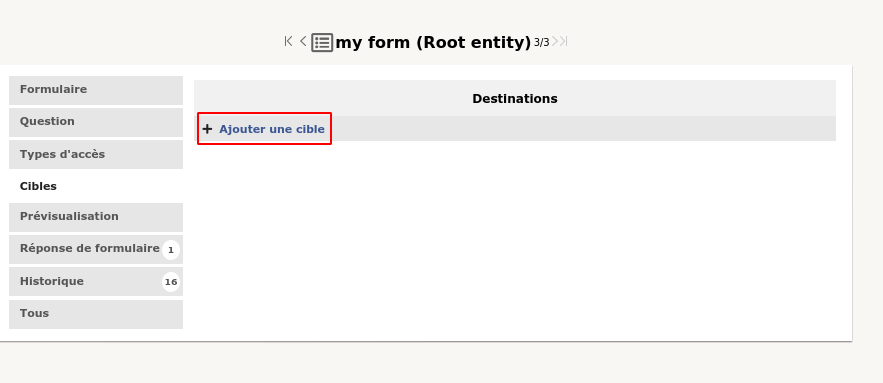 my form (Root entity) 3/3
Formulaire
Question
Types d'accès
Cibles
Prévisualisation
Réponse de formulaire 1
Historique 16
Tous
Destinations
+ Ajouter une cible